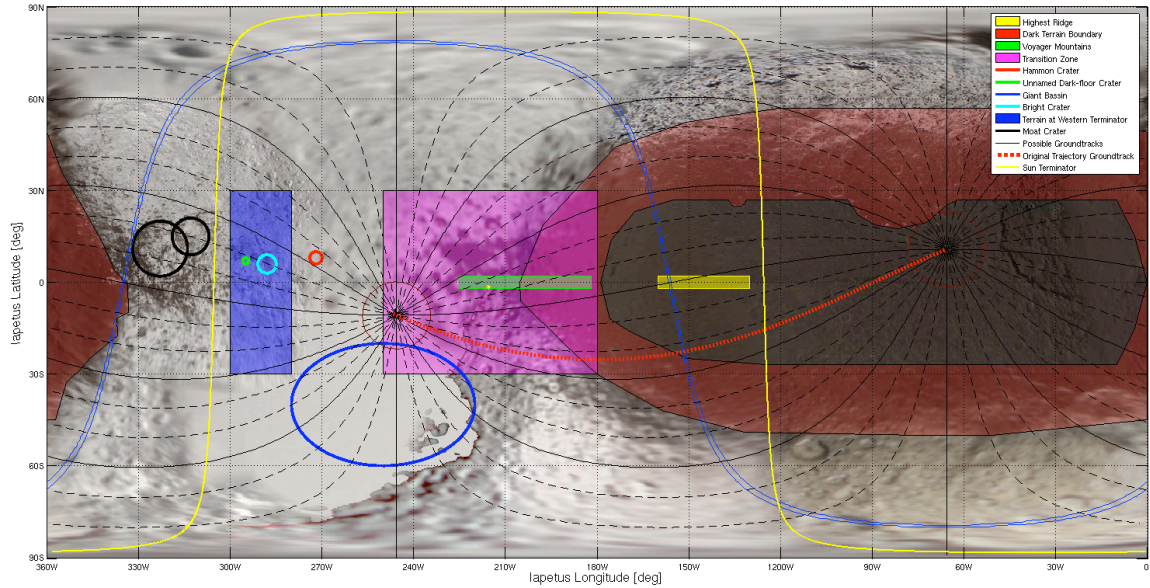 90N
60N
30N
0
30S
60S
90S
Iapetus Latitude [deg]
Highest Ridge
Dark Terrain Boundary
Voyager Mountains
Transition Zone
Hammon Crater
Unnamed Dark-floor Crater
Giant Bassin
Bright Crater
Terrain at Western Terminator
Moat Crater
Possible Groundtracks
Original Trajectory Groundtrack
Sun Terminator
360W 330W 300W 270W 240W 210W 180W 150W 120W 90W 60W 30W 0
Iapetus Longitude [deg]